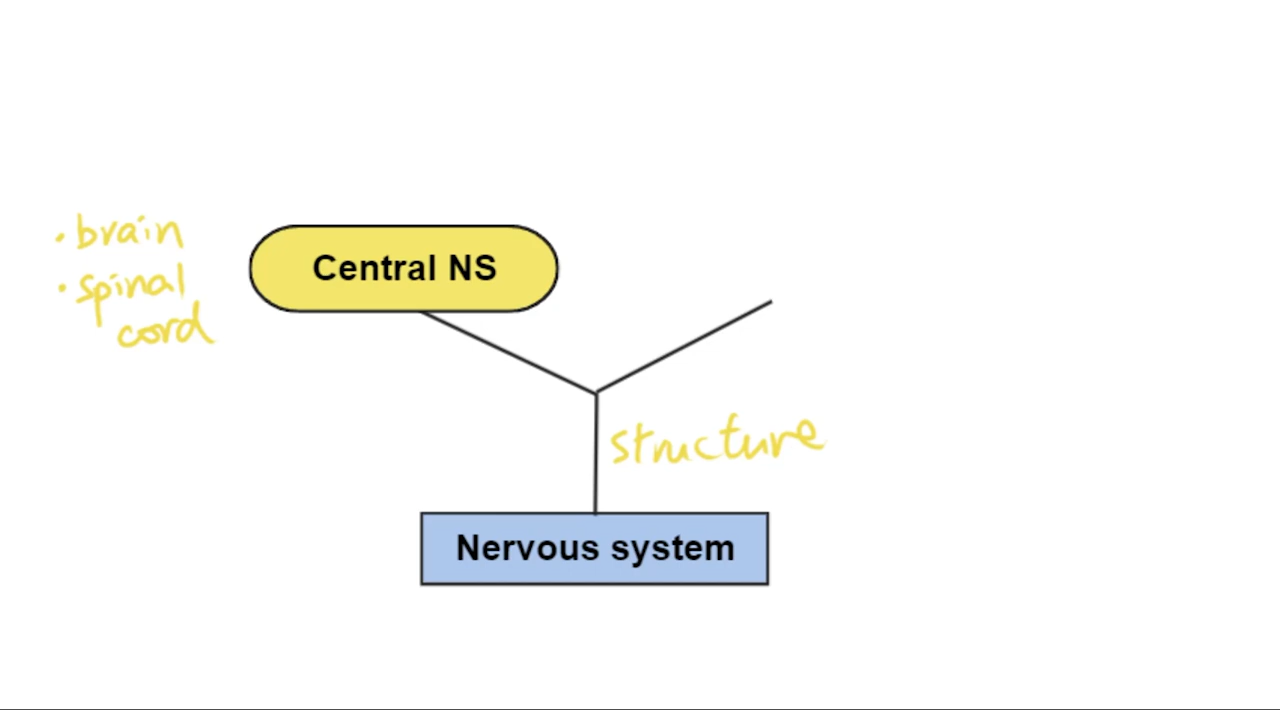 • brain
• spinal
cord
Central NS
structure
Nervous system